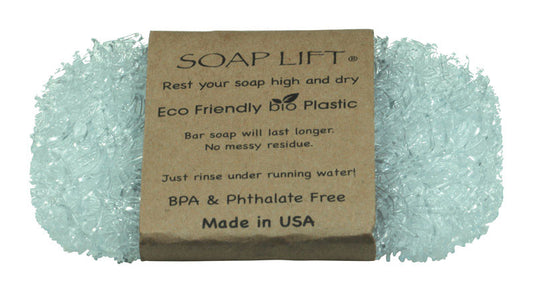 SOAP LIFT®
Rest your soap high and dry
Eco Friendly bio Plastic
Bar soap will last longer.
No messy residue.
Just rinse under running water!
BPA & Phthalate Free
Made in USA